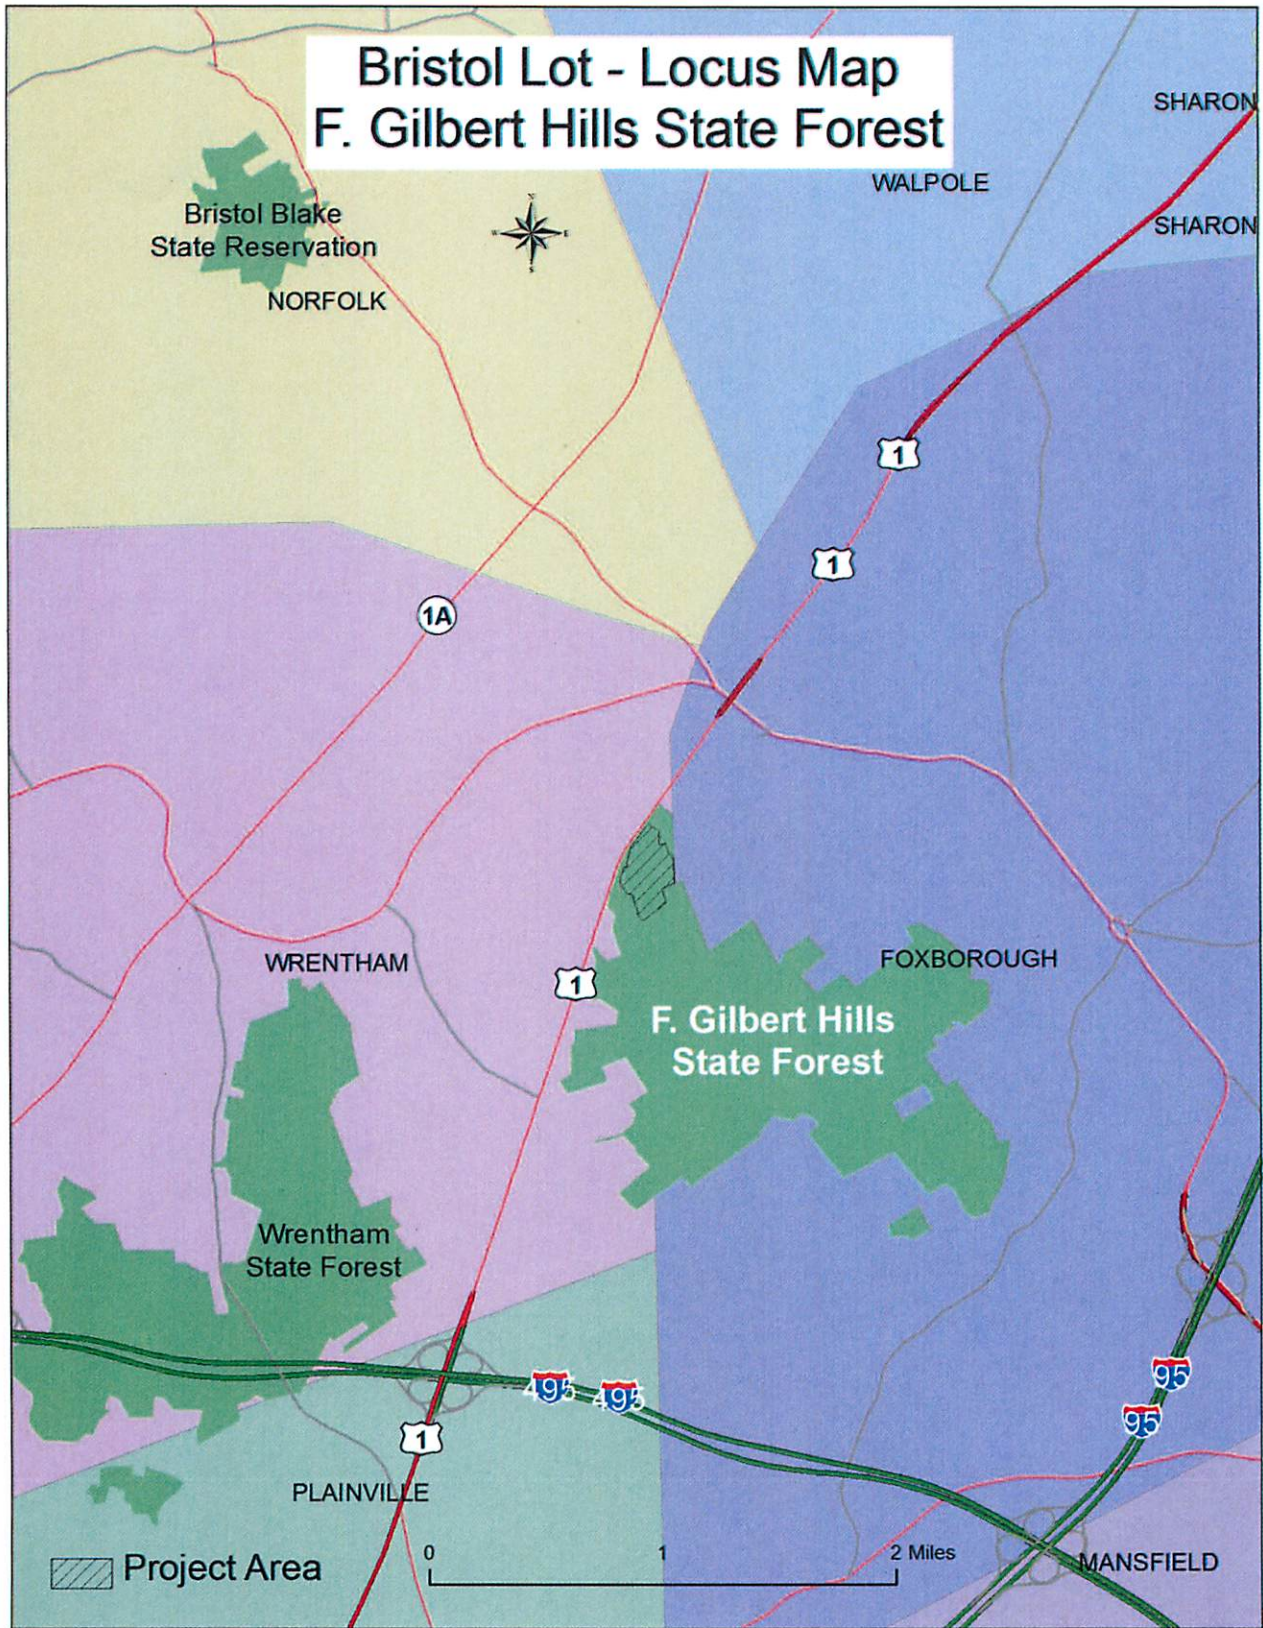 Bristol Lot - Locus Map
F. Gilbert Hills State Forest
SHARON
WALPOLE
SHARON
Bristol Blake
State Reservation
N
W
E
S
NORFOLK
1
1
1A
WRENTHAM
FOXBOROUGH
1
F. Gilbert Hills
State Forest
Wrentham
State Forest
495
495
95
95
1
PLAINVILLE
Project Area
0
1
2 Miles
MANSFIELD